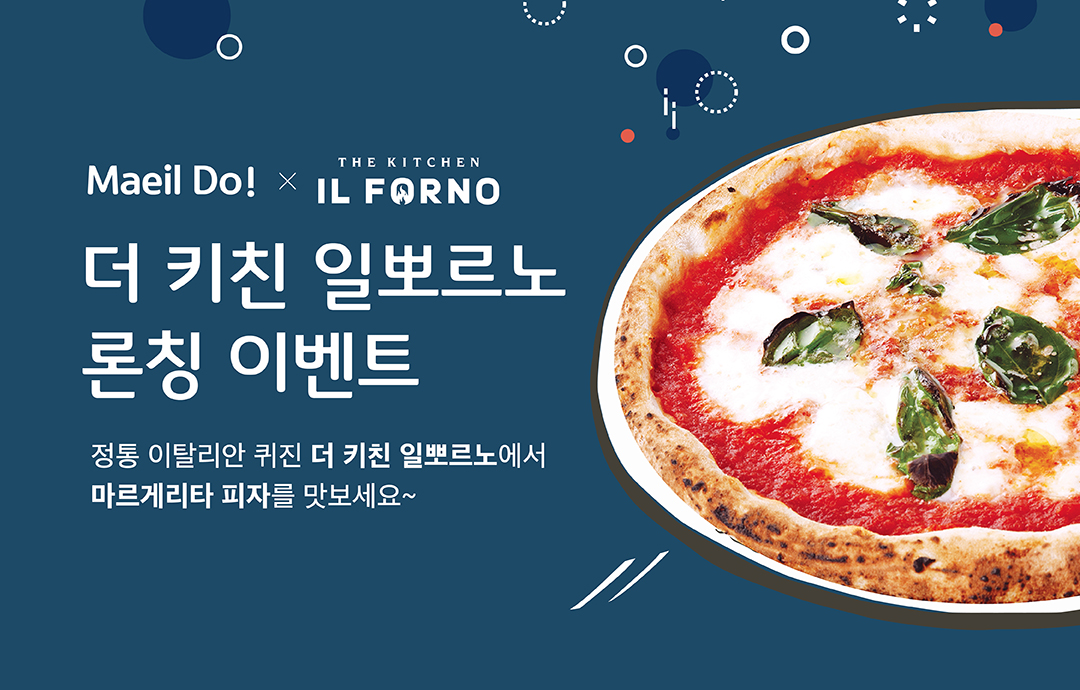 Maeil Do! × THE KITCHEN
IL FORNO
더 키친 일뽀르노
론칭 이벤트
정통 이탈리안 퀴진 더 키친 일뽀르노에서
마르게리타 피자를 맛보세요~